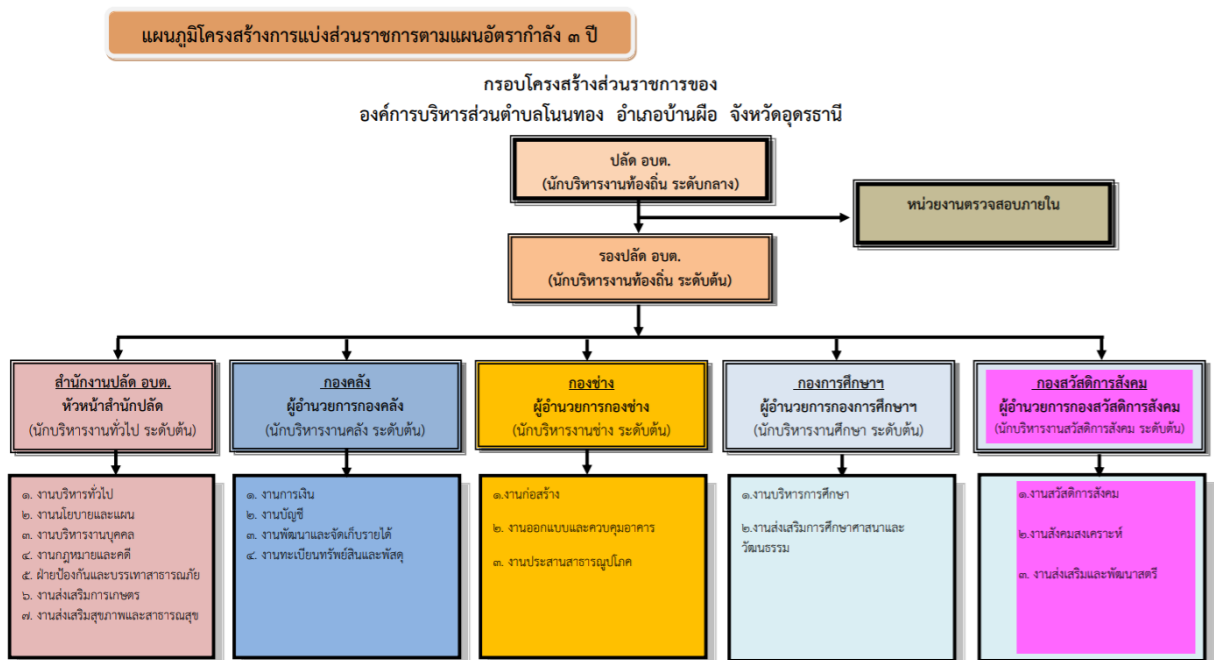 แผนภูมิโครงสร้างการแบ่งส่วนราชการตามแผนอัตรากำลัง ๓ ปี
กรอบโครงสร้างส่วนราชการของ
องค์การบริหารส่วนตำบลโนนทอง อำเภอบ้านผือ จังหวัดอุดรธานี
ปลัด อบต.
(นักบริหารงานท้องถิ่น ระดับกลาง)
หน่วยงานตรวจสอบภายใน
รองปลัด อบต.
(นักบริหารงานท้องถิ่น ระดับต้น)
สำนักงานปลัด อบต.
หัวหน้าสำนักปลัด
(นักบริหารงานทั่วไป ระดับต้น)
กองคลัง
ผู้อำนวยการกองคลัง
(นักบริหารงานคลัง ระดับต้น)
กองช่าง
ผู้อำนวยการกองช่าง
(นักบริหารงานช่าง ระดับต้น)
กองการศึกษาฯ
ผู้อำนวยการกองการศึกษาฯ
(นักบริหารงานศึกษา ระดับต้น)
กองสวัสดิการสังคม
ผู้อำนวยการกองสวัสดิการสังคม
(นักบริหารงานสวัสดิการสังคม ระดับต้น)
๑. งานบริหารทั่วไป
๒. งานนโยบายและแผน
๓. งานบริหารงานบุคคล
๔. งานกฎหมายและคดี
๕. ฝ่ายป้องกันและบรรเทาสาธารณภัย
๖. งานส่งเสริมการเกษตร
๗. งานส่งเสริมสุขภาพและสาธารณสุข
๑. งานการเงิน
๒. งานบัญชี
๓. งานพัฒนาและจัดเก็บรายได้
๔. งานทะเบียนทรัพย์สินและพัสดุ
๑.งานก่อสร้าง
๒. งานออกแบบและควบคุมอาคาร
๓. งานประสานสาธารณูปโภค
๑.งานบริหารการศึกษา
๒.งานส่งเสริมการศึกษาศาสนาและ
วัฒนธรรม
๑.งานสวัสดิการสังคม
๒.งานสังคมสงเคราะห์
๓. งานส่งเสริมและพัฒนาสตรี